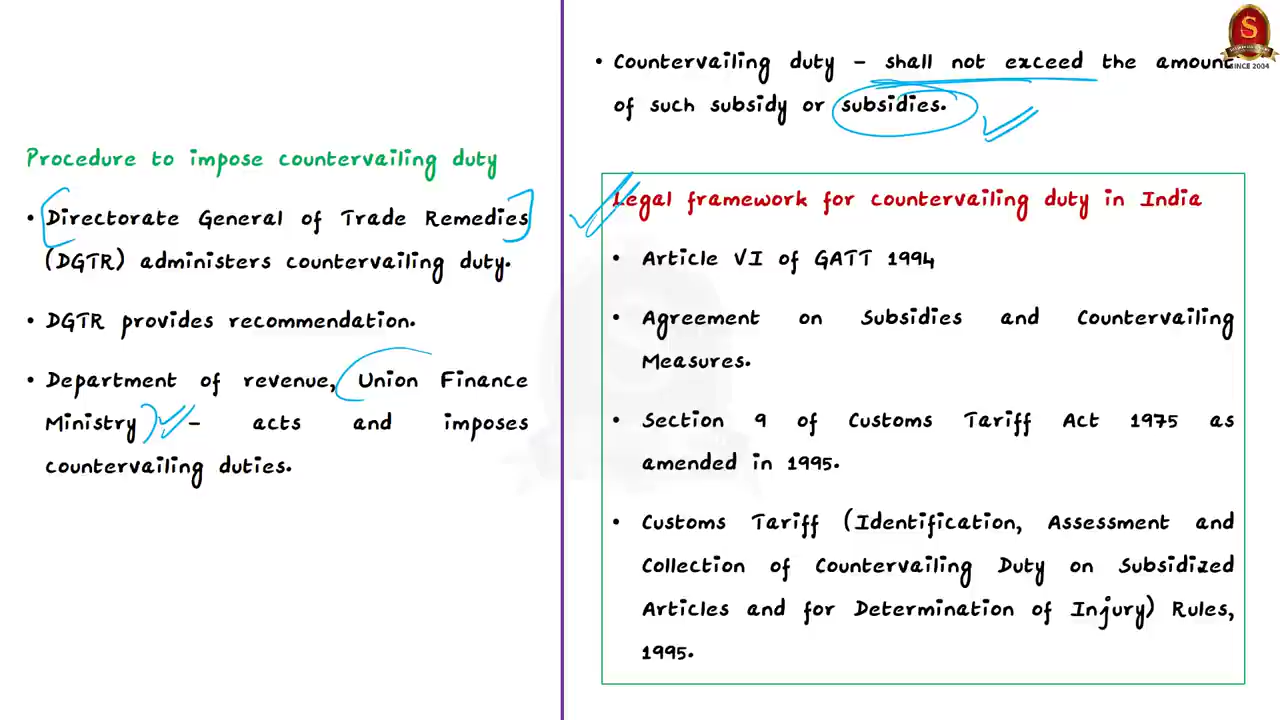 Procedure to impose countervailing duty
• Directorate General of Trade Remedies
(DGTR) administers countervailing duty.
• DGTR provides recommendation.
• Department of revenue, Union Finance
Ministry - acts and imposes
countervailing duties.
• Countervailing duty - shall not exceed the amount
of such subsidy or subsidies.
Legal framework for countervailing duty in India
• Article VI of GATT 1994
• Agreement on Subsidies and Countervailing
Measures.
• Section 9 of Customs Tariff Act 1975 as
amended in 1995.
• Customs Tariff (Identification, Assessment and
Collection of Countervailing Duty on Subsidized
Articles and for Determination of Injury) Rules,
1995.
S
SINCE 2004